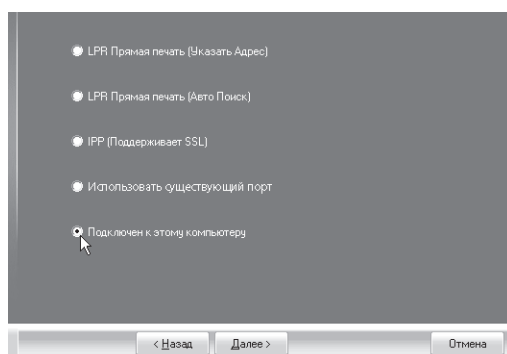 LPR Прямая печать (Указать Адрес)
LPR Прямая печать (Авто Поиск)
IPP (Поддерживает SSL)
Использовать существующий порт
Подключен к этому компьютеру
< Назад Далее > Отмена